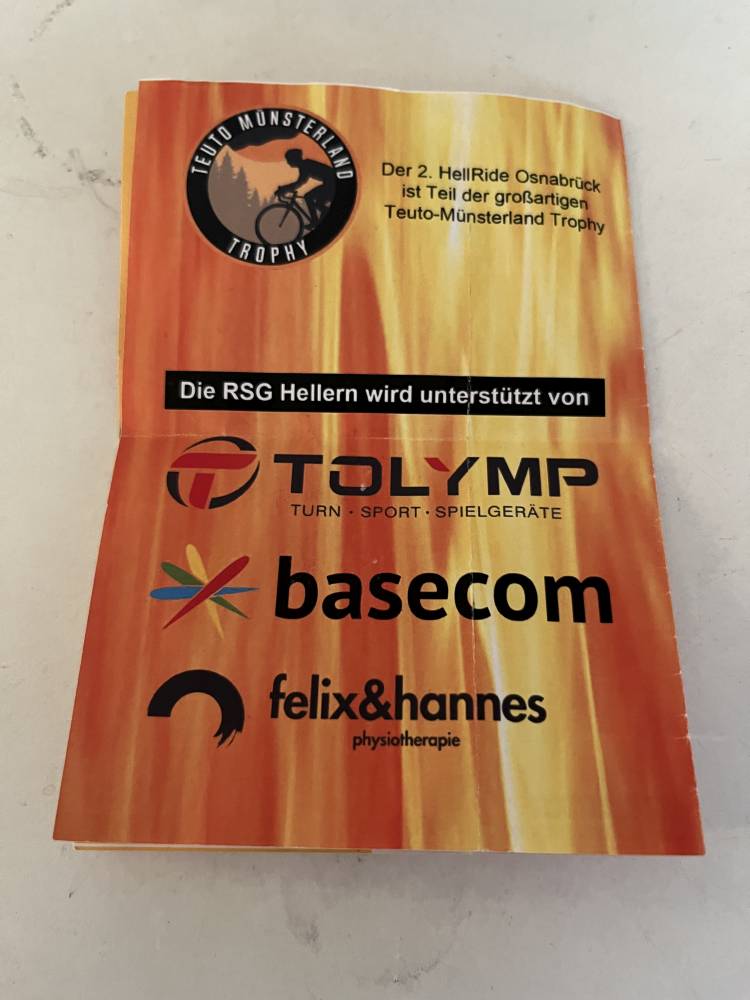 TEUTO MÜNSTERLAND
TROPHY
Der 2. HellRide Osnabrück
ist Teil der großartigen
Teuto-Münsterland Trophy
Die RSG Hellern wird unterstützt von
TOLYMP
TURN · SPORT · SPIELGERÄTE
basecom
felix&hannes
physiotherapie